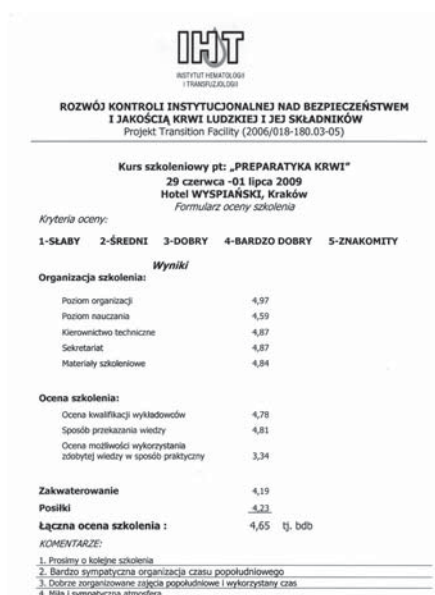 IHT
INSTYTUT HEMATOLOGII
I TRANSFUZJOLOGII
ROZWÓJ KONTROLI INSTYTUCJONALNEJ NAD BEZPIECZEŃSTWEM
I JAKOŚCIĄ KRWI LUDZKIEJ I JEJ SKŁADNIKÓW
Projekt Transition Facility (2006/018-180.03-05)
Kurs szkoleniowy pt: „PREPARATYKA KRWI"
29 czerwca -01 lipca 2009
Hotel WYSPIAŃSKI, Kraków
Formularz oceny szkolenia
Kryteria oceny:
1-SŁABY 2-ŚREDNI 3-DOBRY 4-BARDZO DOBRY 5-ZNAKOMITY
Wyniki
Organizacja szkolenia:
Poziom organizacji 4,97
Poziom nauczania 4,59
Kierownictwo techniczne 4,87
Sekretariat 4,87
Materiały szkoleniowe 4,84
Ocena szkolenia:
Ocena kwalifikacji wykładowców 4,78
Sposób przekazania wiedzy 4,81
Ocena możliwości wykorzystania
zdobytej wiedzy w sposób praktyczny 3,34
Zakwaterowanie 4,19
Posiłki 4,23
Łączna ocena szkolenia : 4,65 tj. bdb
KOMENTARZE:
1. Prosimy o kolejne szkolenia
2. Bardzo sympatyczna organizacja czasu popołudniowego
3. Dobrze zorganizowane zajęcia popołudniowe i wykorzystany czas
4. Miła i sympatyczna atmosfera